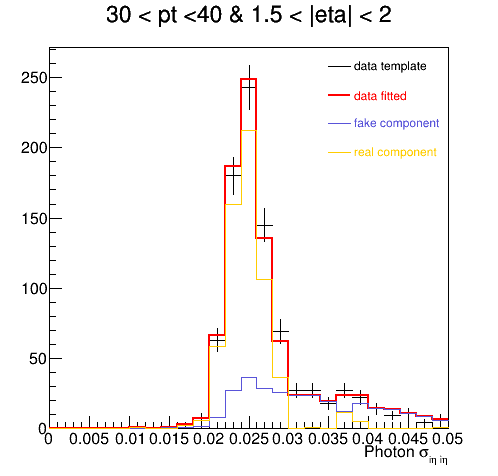 30 < pt <40 & 1.5 < |eta| < 2
data template
data fitted
fake component
real component
250
200
150
100
50
0
0 0.005 0.01 0.015 0.02 0.025 0.03 0.035 0.04 0.045 0.05
Photon σ iη iη